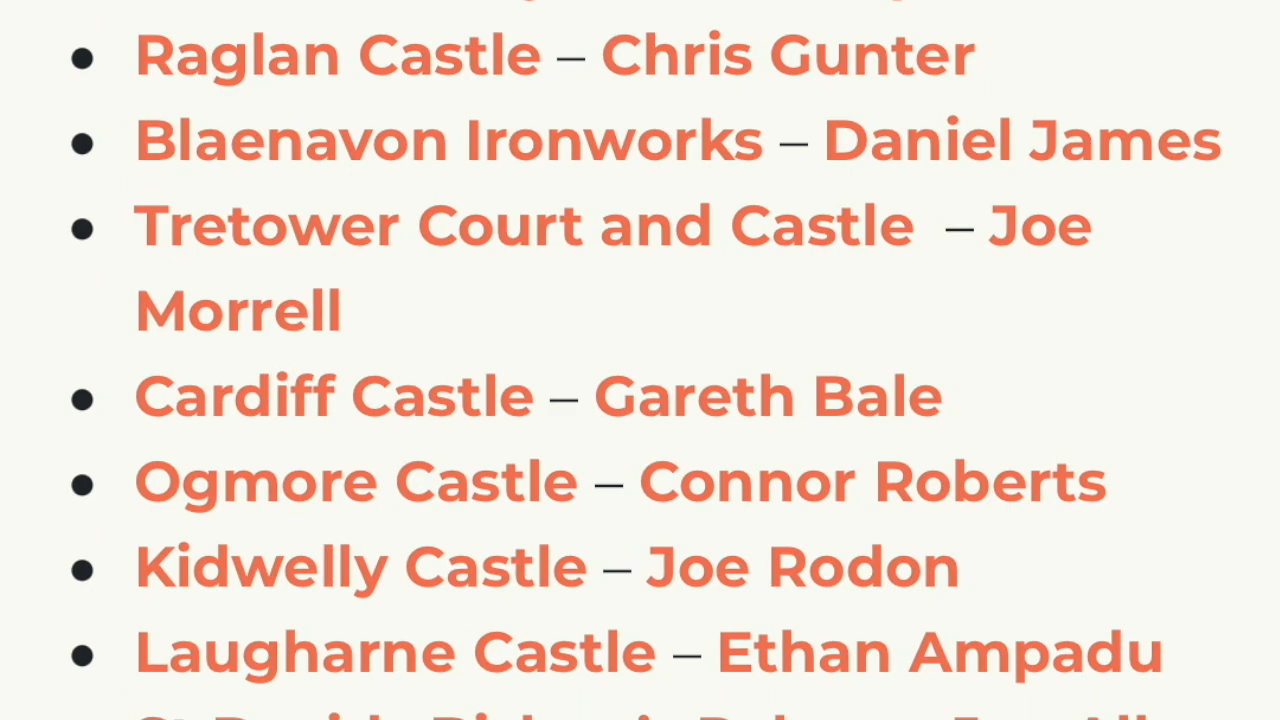 • Raglan Castle – Chris Gunter
• Blaenavon Ironworks – Daniel James
• Tretower Court and Castle – Joe
Morrell
• Cardiff Castle – Gareth Bale
• Ogmore Castle – Connor Roberts
• Kidwelly Castle – Joe Rodon
• Laugharne Castle – Ethan Ampadu